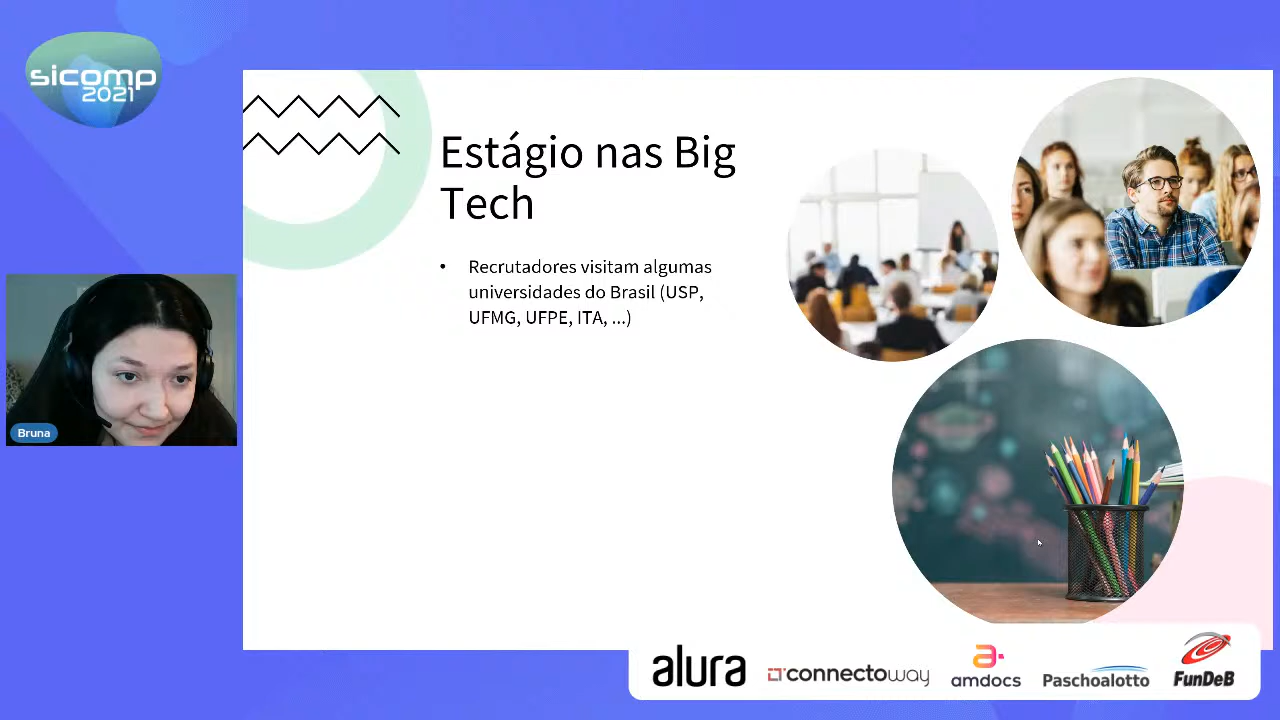 sicomp
2021
Estágio nas Big
Tech
• Recrutadores visitam algumas
universidades do Brasil (USP,
UFMG, UFPE, ITA, ...)
Bruna
alura
connectoway
amdocs
Paschoalotto
FunDeB